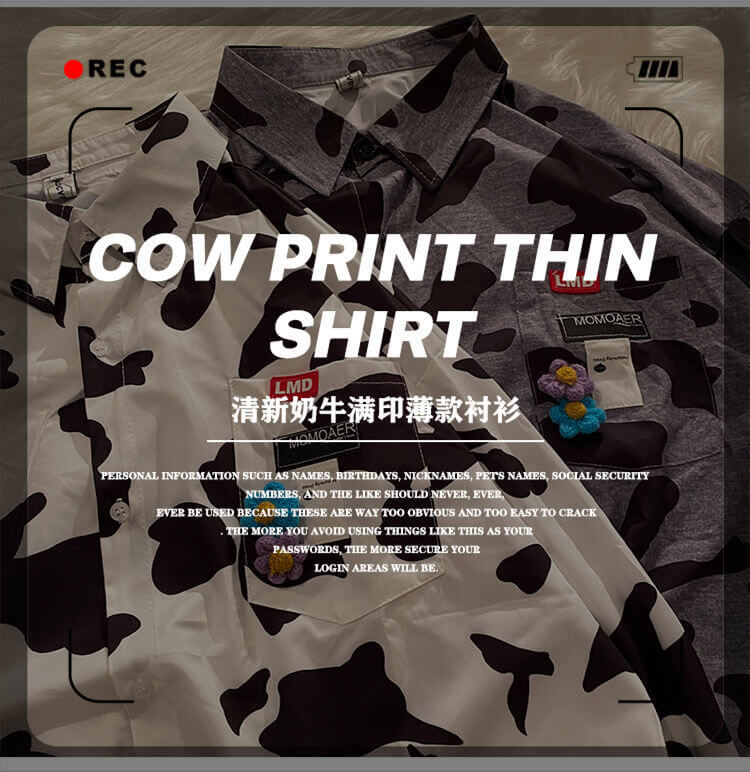 REC
COW PRINT THIN
SHIRT
LMD
MOMOAER
LMD
清新奶牛满印薄款衬衫
MOMOAER
PERSONAL INFORMATION SUCH AS NAMES, BIRTHDAYS, NICKNAMES, PET'S NAMES, SOCIAL SECURITY
NUMBERS, AND THE LIKE SHOULD NEVER, EVER,
EVER BE USED BECAUSE THESE ARE WAY TOO OBVIOUS AND TOO EASY TO CRACK
. THE MORE YOU AVOID USING THINGS LIKE THIS AS YOUR
PASSWORDS, THE MORE SECURE YOUR
LOGIN AREAS WILL BE.